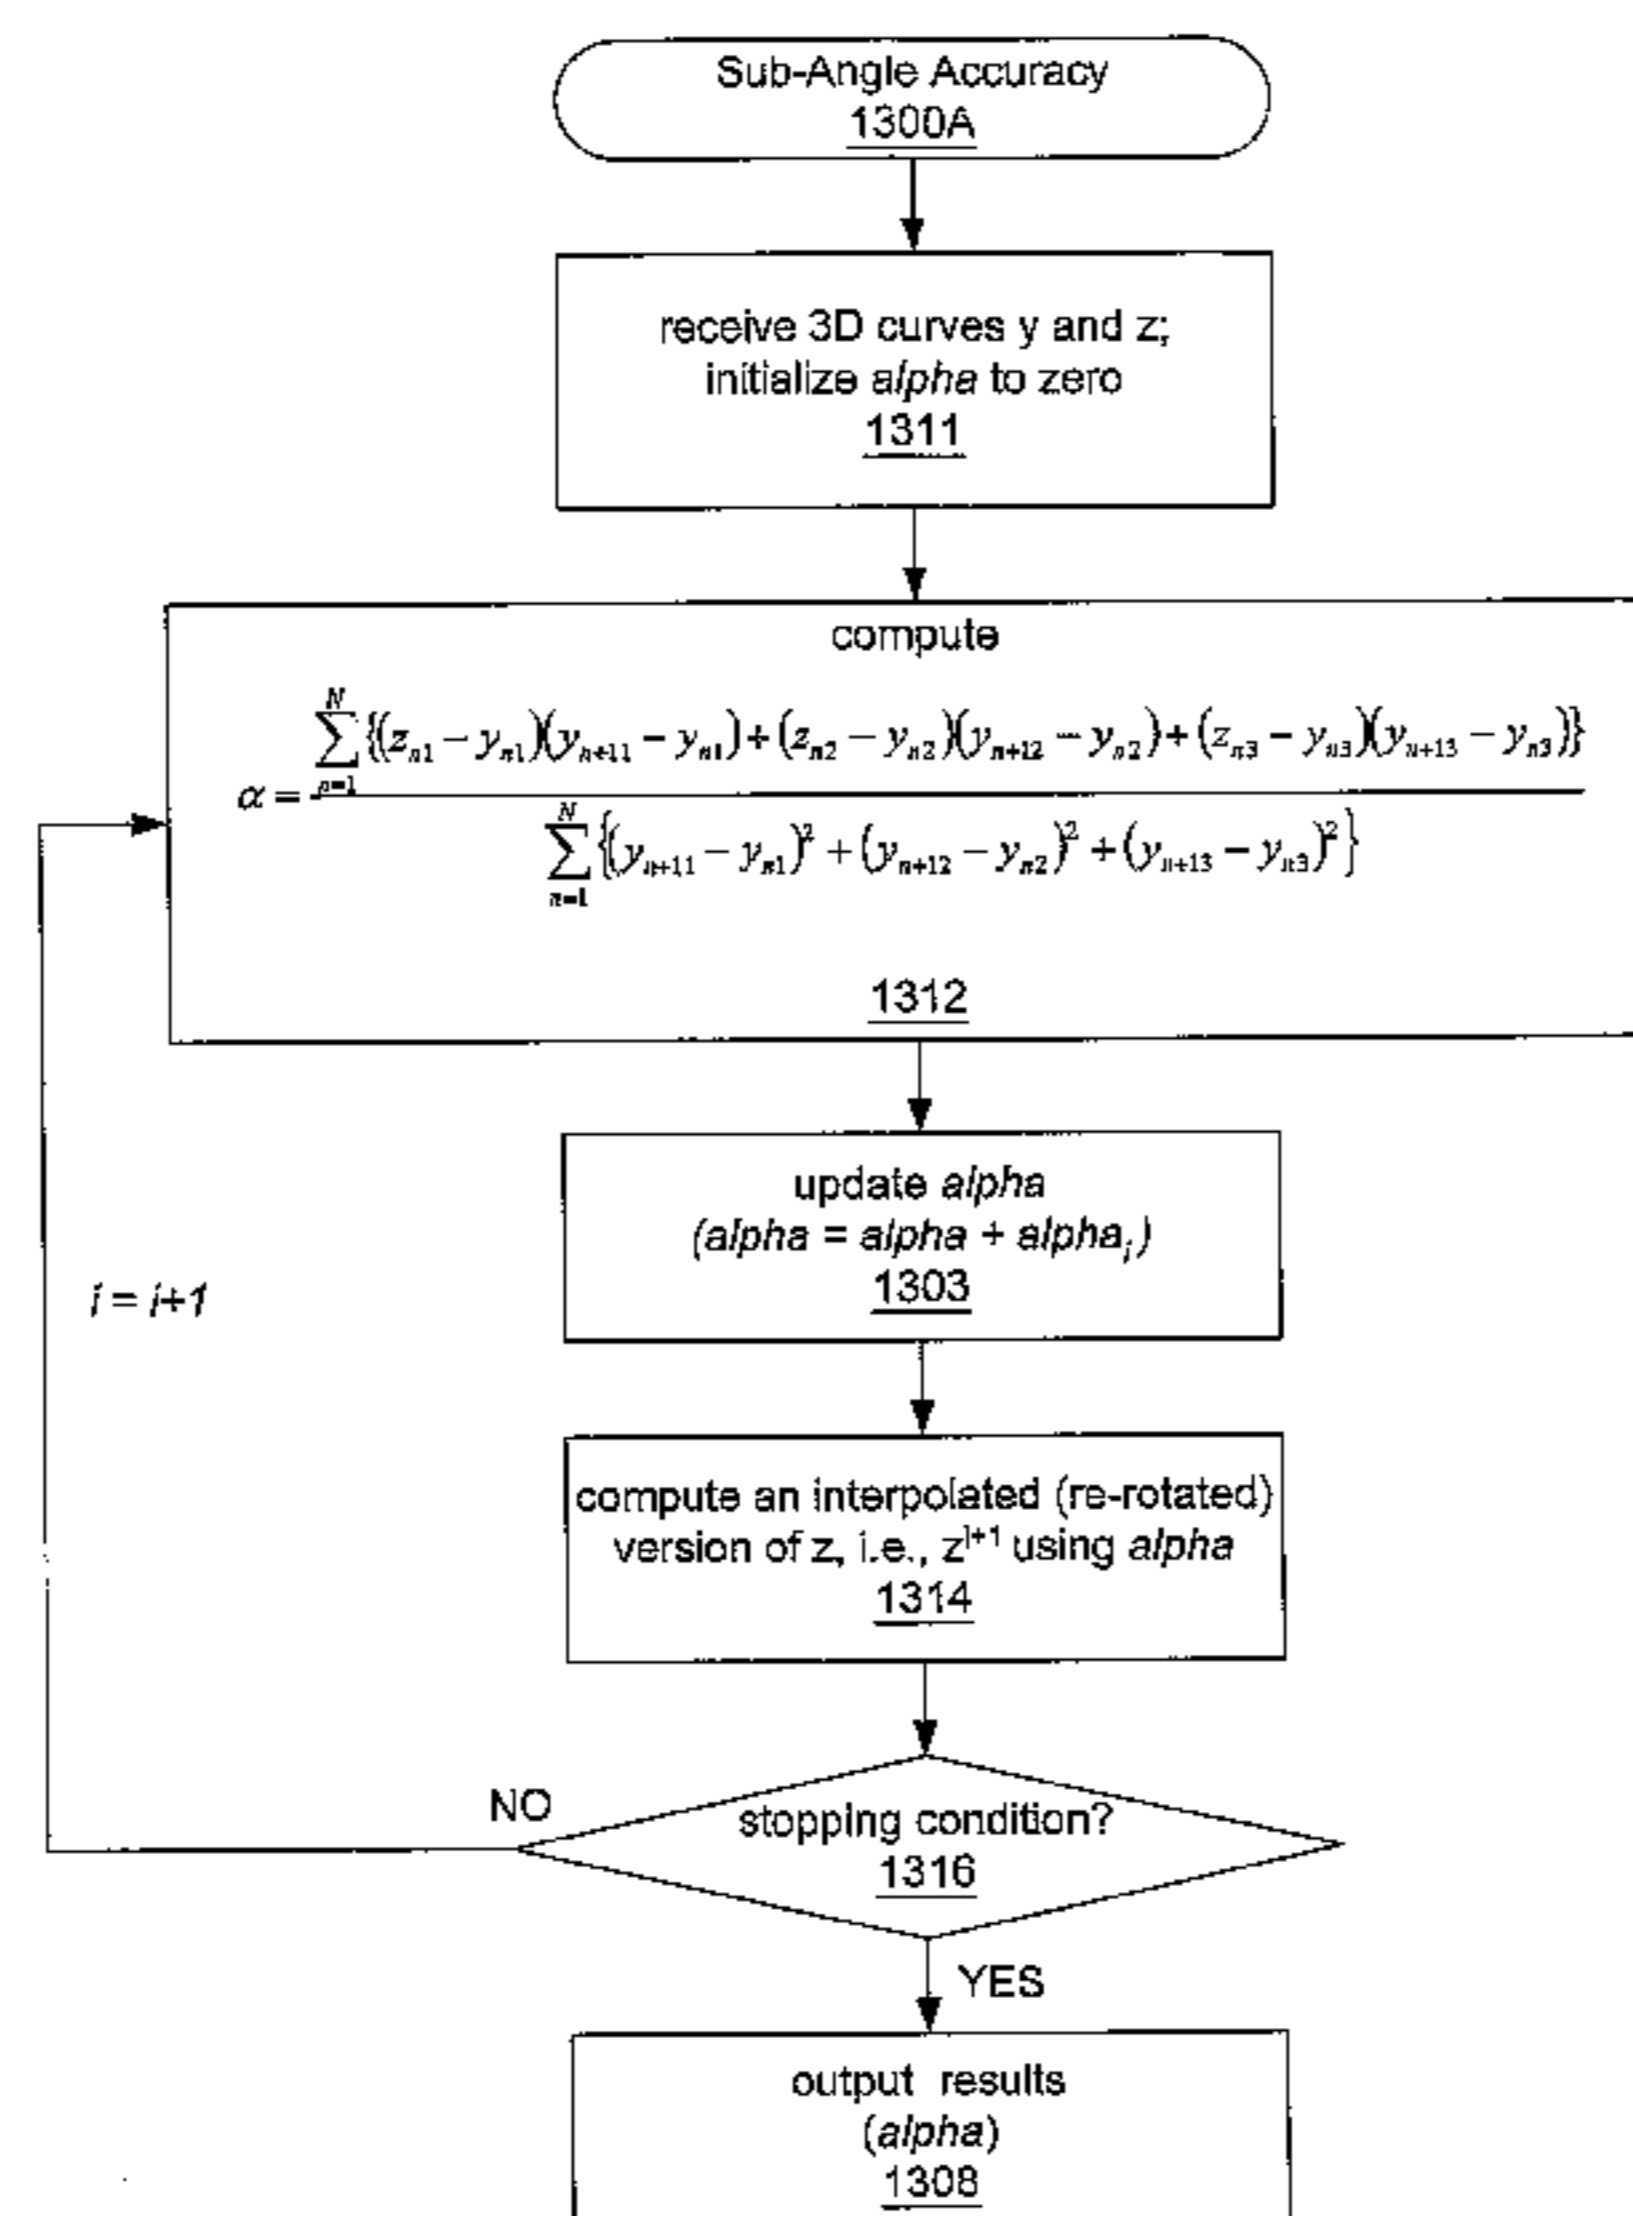 Sub-Angle Accuracy
1300A
receive 3D curves y and z;
initialize alpha to zero
1311
compute
α = \frac{\sum_{n=1}^{N} \{(z_{n1} - y_{n1})(y_{n+11} - y_{n1}) + (z_{n2} - y_{n2})(y_{n+12} - y_{n2}) + (z_{n3} - y_{n3})(y_{n+13} - y_{n3})\}}{\sum_{n=1}^{N} \{(y_{n+11} - y_{n1})^2 + (y_{n+12} - y_{n2})^2 + (y_{n+13} - y_{n3})^2\}}
1312
update alpha
(alpha = alpha + alpha_i)
1303
i = i+1
compute an interpolated (re-rotated)
version of z, i.e., z^{i+1} using alpha
1314
NO
stopping condition?
1316
YES
output results
(alpha)
1308